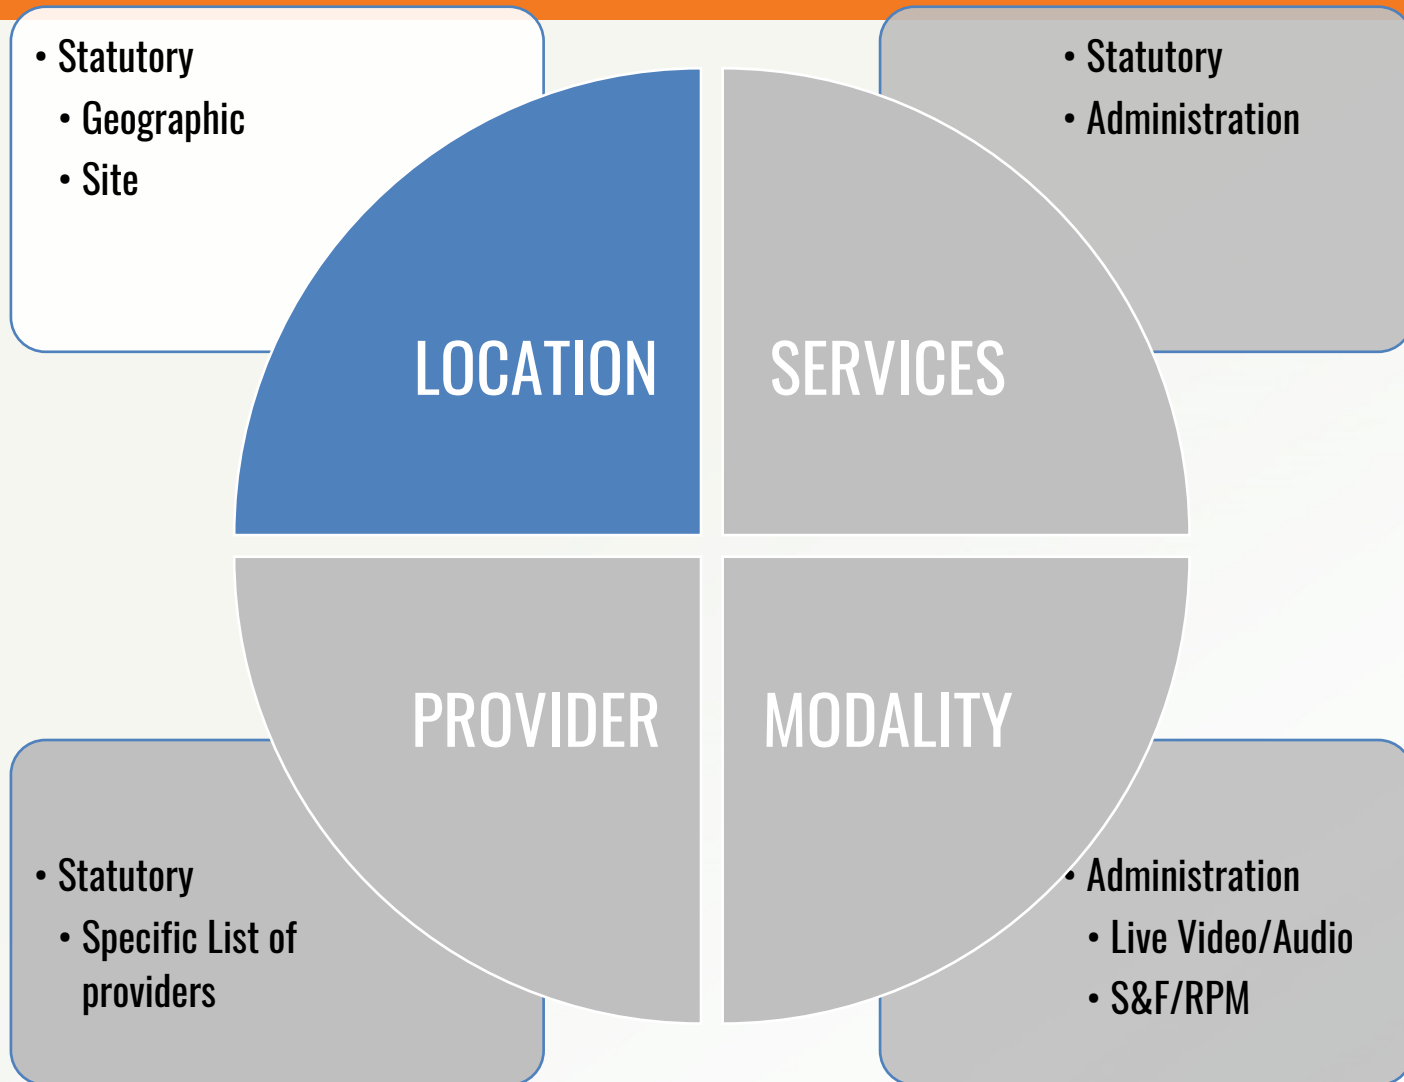 • Statutory
• Geographic
• Site
• Statutory
• Administration
LOCATION
SERVICES
PROVIDER
MODALITY
• Statutory
• Specific List of
providers
• Administration
• Live Video/Audio
• S&F/RPM